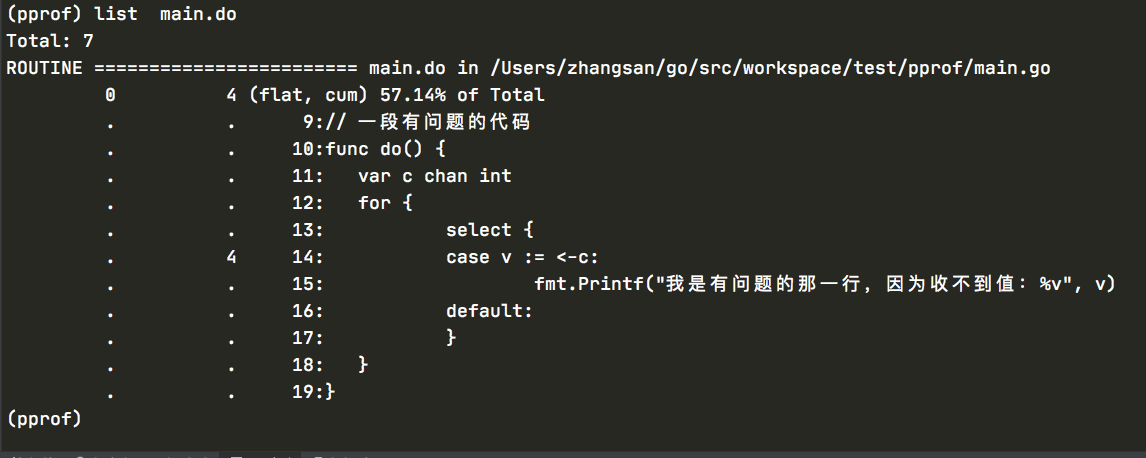 (pprof) list  main.do
Total: 7
ROUTINE ======================== main.do in /Users/zhangsan/go/src/workspace/test/pprof/main.go
         0          4 (flat, cum) 57.14% of Total
         .          .      9:// 一段有问题的代码
         .          .     10:func do() {
         .          .     11:   var c chan int
         .          .     12:   for {
         .          .     13:           select {
         .          4     14:           case v := <-c:
         .          .     15:                   fmt.Printf("我是有问题的那一行，因为收不到值：%v", v)
         .          .     16:           default:
         .          .     17:           }
         .          .     18:   }
         .          .     19:}
(pprof)